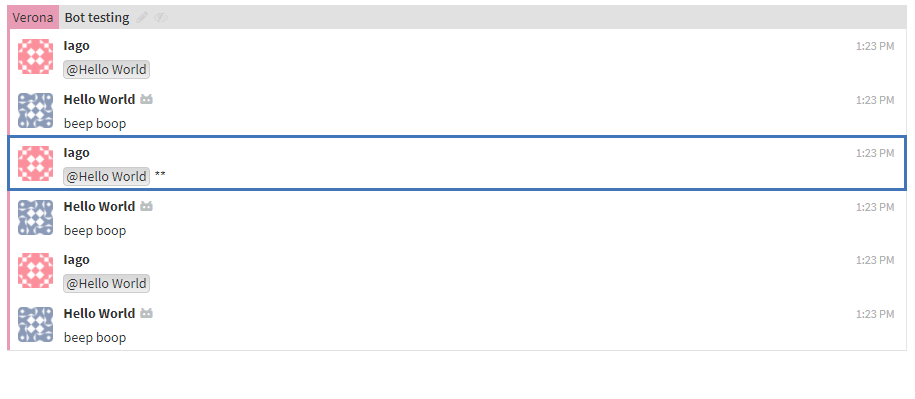 Verona Bot testing
Iago 1:23 PM
@Hello World
Hello World 1:23 PM
beep boop
Iago 1:23 PM
@Hello World **
Hello World 1:23 PM
beep boop
Iago 1:23 PM
@Hello World
Hello World 1:23 PM
beep boop